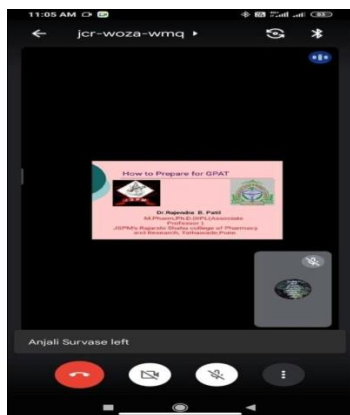 11:05 AM
jcr-woza-wmq
How to Prepare for GPAT
JSPM
Dr.Rajendra B. Patil
M.Pharm,Ph.D,DIPL(Associate
Professor )
JSPM's Rajarshi Shahu college of Pharmacy
and Research, Tathawade,Pune
Anjali Survase left